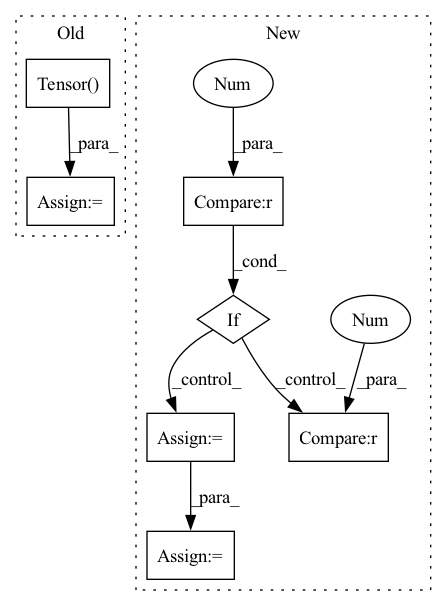 Old
New
Tensor()
Num
_para_
_para_
Assign:=
Compare:r
_cond_
If
Num
_control_
_control_
_para_
Assign:=
Compare:r
_para_
Assign:=